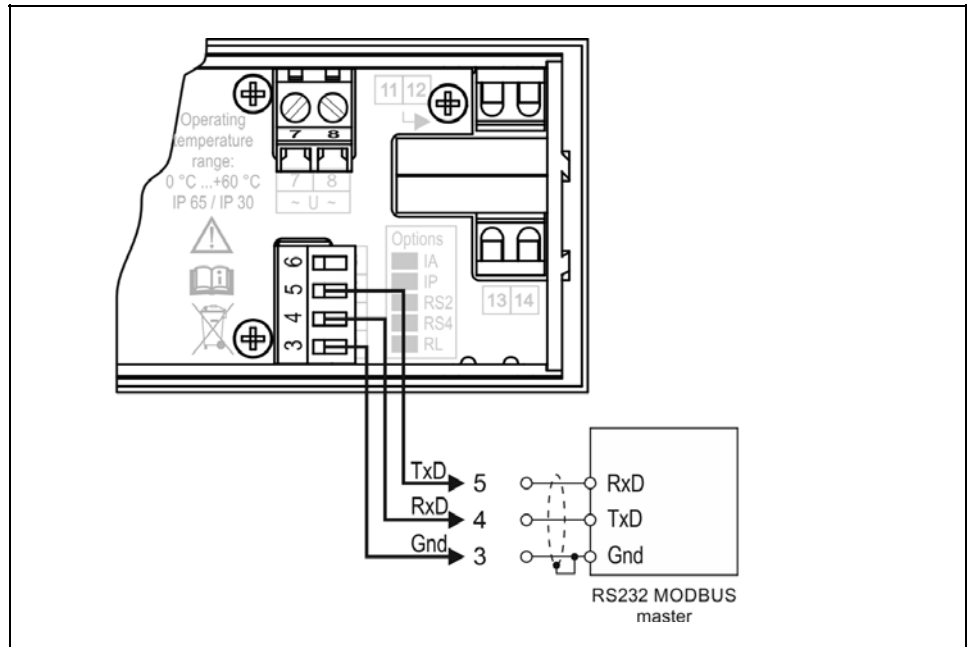 11 12
Operating
temperature
range:
0 °C ...+60 °C
IP 65 / IP 30
7 8
7 8
~ U ~
Options
IA
IP
RS2
RS4
RL
6
5
4
3
13 14
TxD 5 RxD
RxD 4 TxD
Gnd 3 Gnd
RS232 MODBUS
master